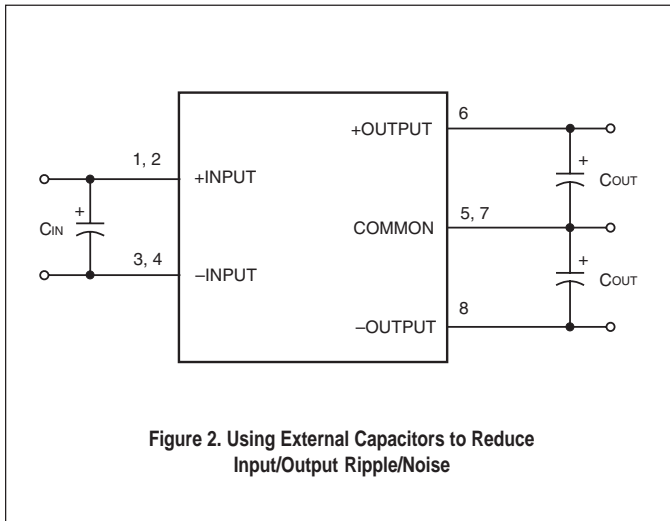 6
+OUTPUT
+
COUT
1, 2
+INPUT
+
CIN
5, 7
COMMON
3, 4
–INPUT
+
COUT
8
–OUTPUT
Figure 2. Using External Capacitors to Reduce
Input/Output Ripple/Noise